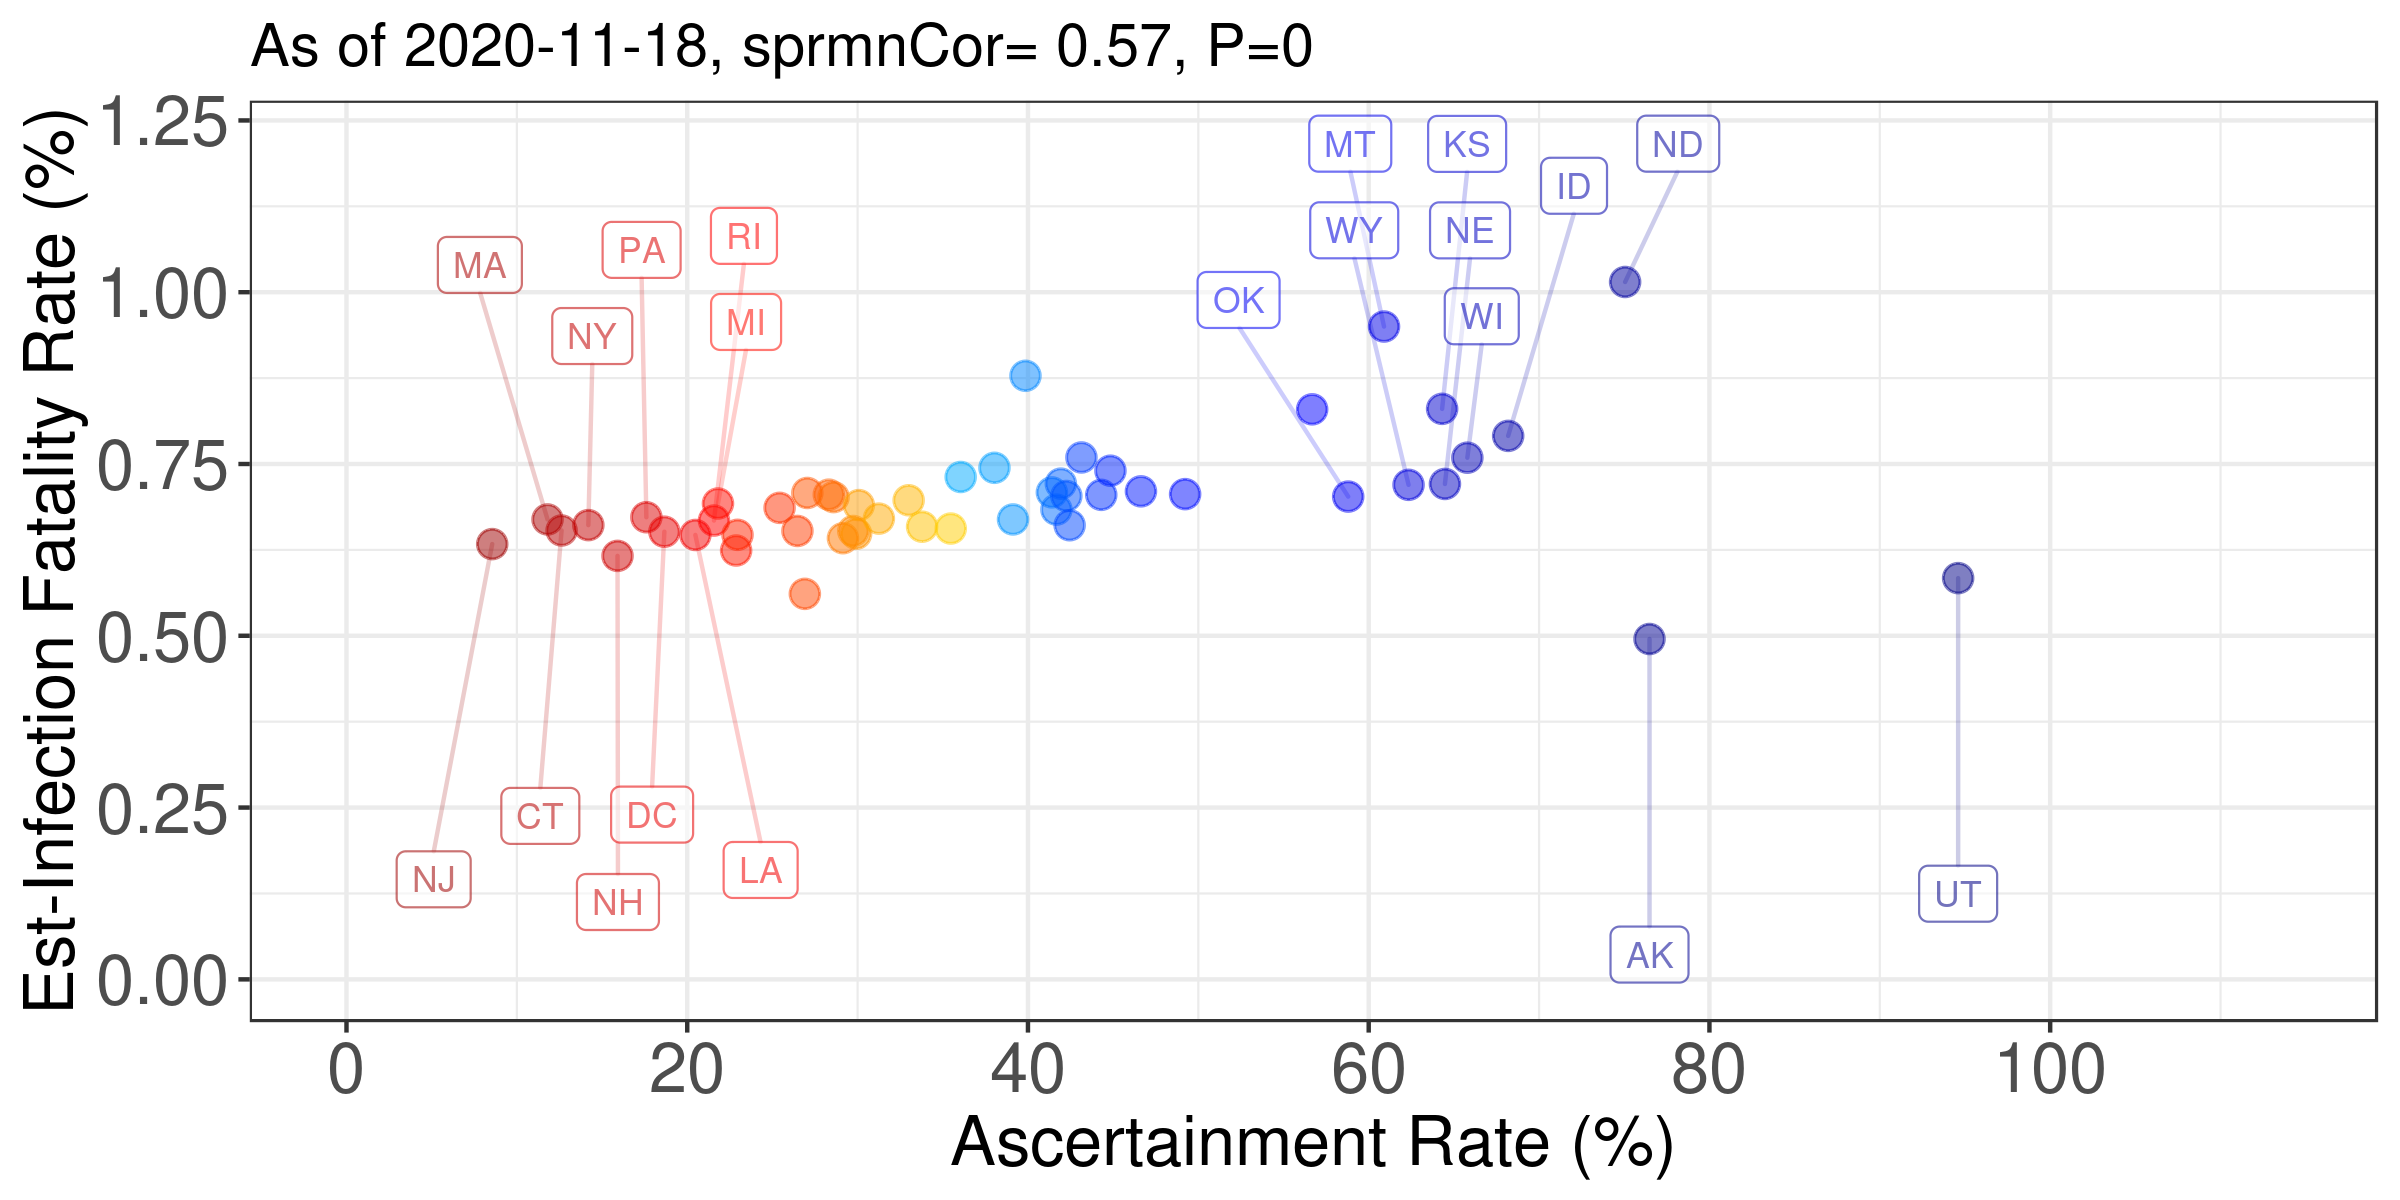 As of 2020-11-18, sprmnCor= 0.57, P=0
Est-Infection Fatality Rate (%)
1.25
1.00
0.75
0.50
0.25
0.00
MT
KS
ND
ID
WY
NE
RI
PA
MA
OK
WI
MI
NY
CT
DC
LA
NJ
NH
UT
AK
0
20
40
60
80
100
Ascertainment Rate (%)